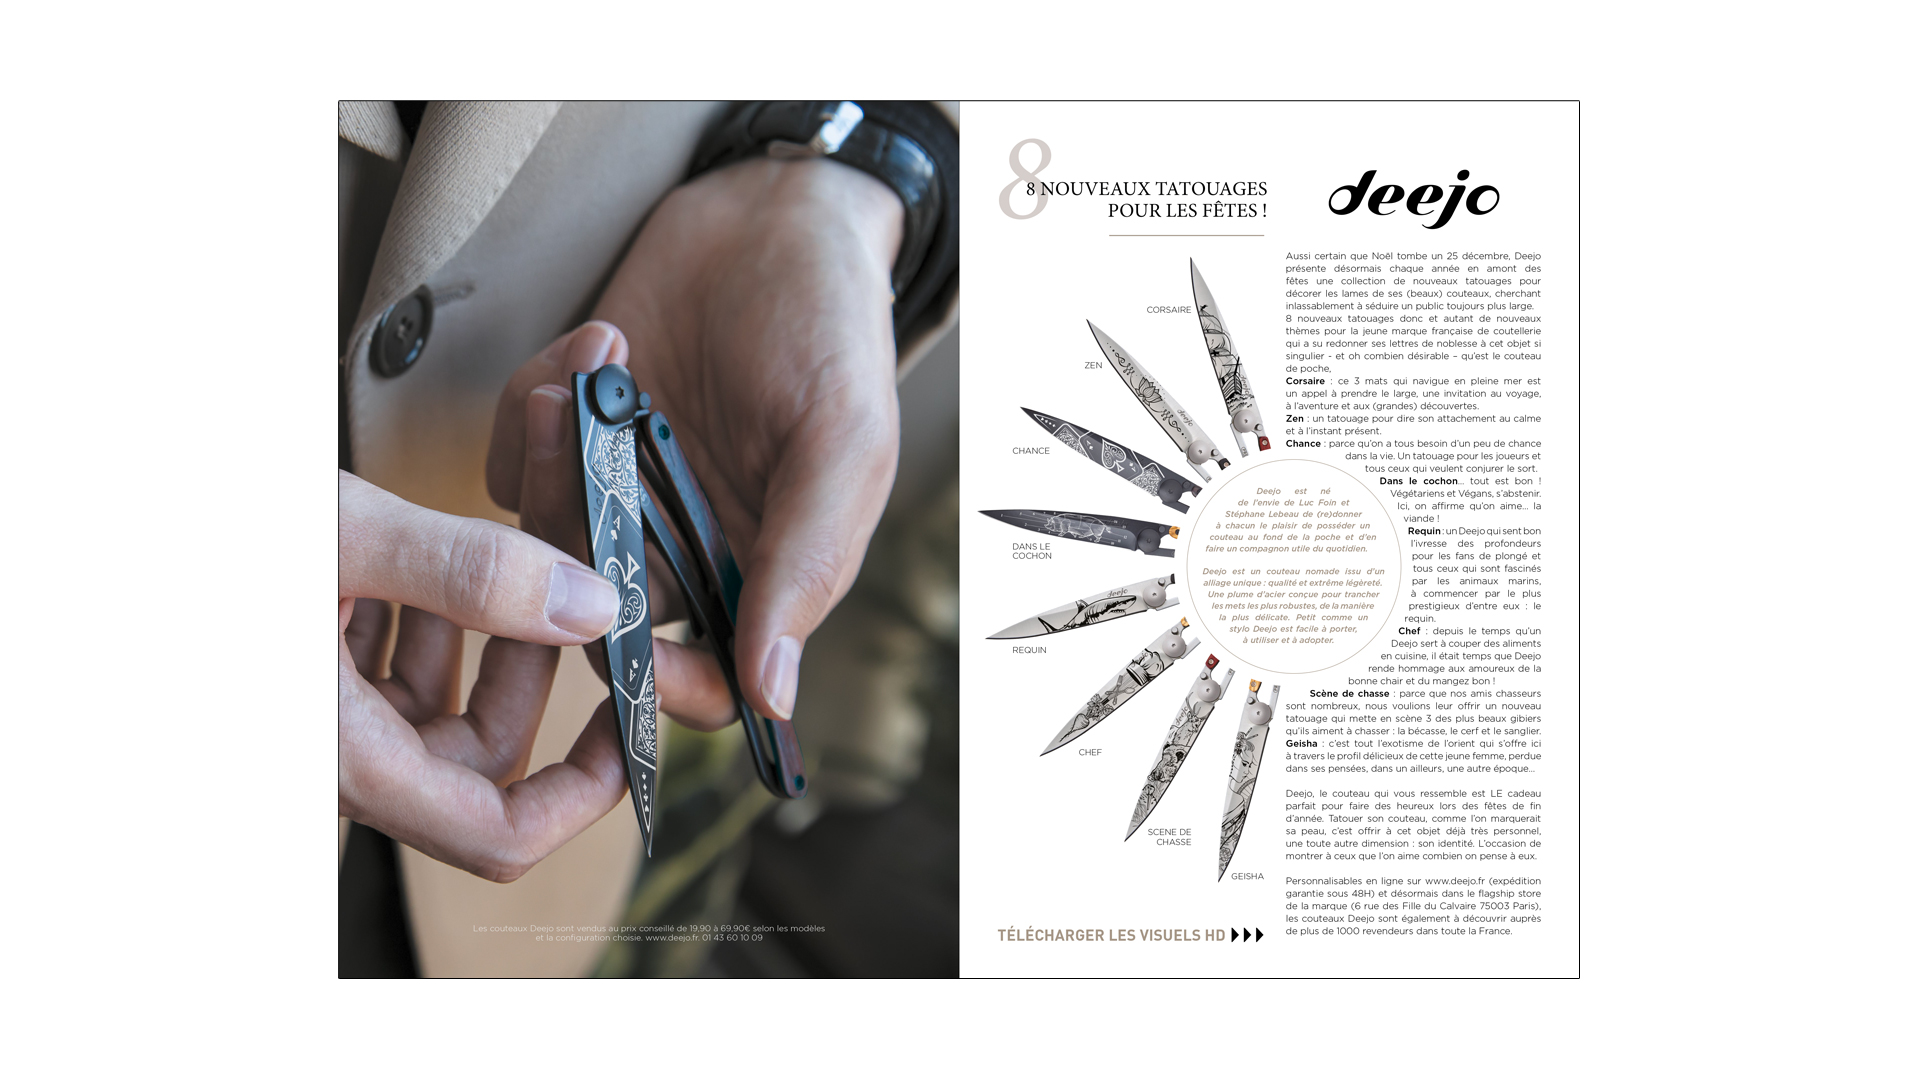 8
8 NOUVEAUX TATOUAGES
POUR LES FÊTES !
deejo
CORSAIRE
ZEN
CHANCE
DANS LE
COCHON
REQUIN
CHEF
SCENE DE
CHASSE
GEISHA
Deejo est né
de l'envie de Luc Foin et
Stéphane Lebeau de (re)donner
à chacun le plaisir de posséder un
couteau au fond de la poche et d'en
faire un compagnon utile du quotidien.
Deejo est un couteau nomade issu d'un
alliage unique : qualité et extrême légèreté.
Une plume d'acier conçue pour trancher
les mets les plus robustes, de la manière
la plus délicate. Petit comme un
stylo Deejo est facile à porter,
à utiliser et à adopter.
Aussi certain que Noël tombe un 25 décembre, Deejo
présente désormais chaque année en amont des
fêtes une collection de nouveaux tatouages pour
décorer les lames de ses (beaux) couteaux, cherchant
inlassablement à séduire un public toujours plus large.
8 nouveaux tatouages donc et autant de nouveaux
thèmes pour la jeune marque française de coutellerie
qui a su redonner ses lettres de noblesse à cet objet si
singulier - et oh combien désirable – qu'est le couteau
de poche,
Corsaire : ce 3 mats qui navigue en pleine mer est
un appel à prendre le large, une invitation au voyage,
à l'aventure et aux (grandes) découvertes.
Zen : un tatouage pour dire son attachement au calme
et à l'instant présent.
Chance : parce qu'on a tous besoin d'un peu de chance
dans la vie. Un tatouage pour les joueurs et
tous ceux qui veulent conjurer le sort.
Dans le cochon… tout est bon !
Végétariens et Végans, s'abstenir.
Ici, on affirme qu'on aime… la
viande !
Requin : un Deejo qui sent bon
l'ivresse des profondeurs
pour les fans de plongé et
tous ceux qui sont fascinés
par les animaux marins,
à commencer par le plus
prestigieux d'entre eux : le
requin.
Chef : depuis le temps qu'un
Deejo sert à couper des aliments
en cuisine, il était temps que Deejo
rende hommage aux amoureux de la
bonne chair et du mangez bon !
Scène de chasse : parce que nos amis chasseurs
sont nombreux, nous voulions leur offrir un nouveau
tatouage qui mette en scène 3 des plus beaux gibiers
qu'ils aiment à chasser : la bécasse, le cerf et le sanglier.
Geisha : c'est tout l'exotisme de l'orient qui s'offre ici
à travers le profil délicieux de cette jeune femme, perdue
dans ses pensées, dans un ailleurs, une autre époque…
Deejo, le couteau qui vous ressemble est LE cadeau
parfait pour faire des heureux lors des fêtes de fin
d'année. Tatouer son couteau, comme l'on marquerait
sa peau, c'est offrir à cet objet déjà très personnel,
une toute autre dimension : son identité. L'occasion de
montrer à ceux que l'on aime combien on pense à eux.
Personnalisables en ligne sur www.deejo.fr (expédition
garantie sous 48H) et désormais dans le flagship store
de la marque (6 rue des Fille du Calvaire 75003 Paris),
les couteaux Deejo sont également à découvrir auprès
de plus de 1000 revendeurs dans toute la France.
TÉLÉCHARGER LES VISUELS HD
Les couteaux Deejo sont vendus au prix conseillé de 19,90 à 69,90€ selon les modèles
et la configuration choisie. www.deejo.fr. 01 43 60 10 09